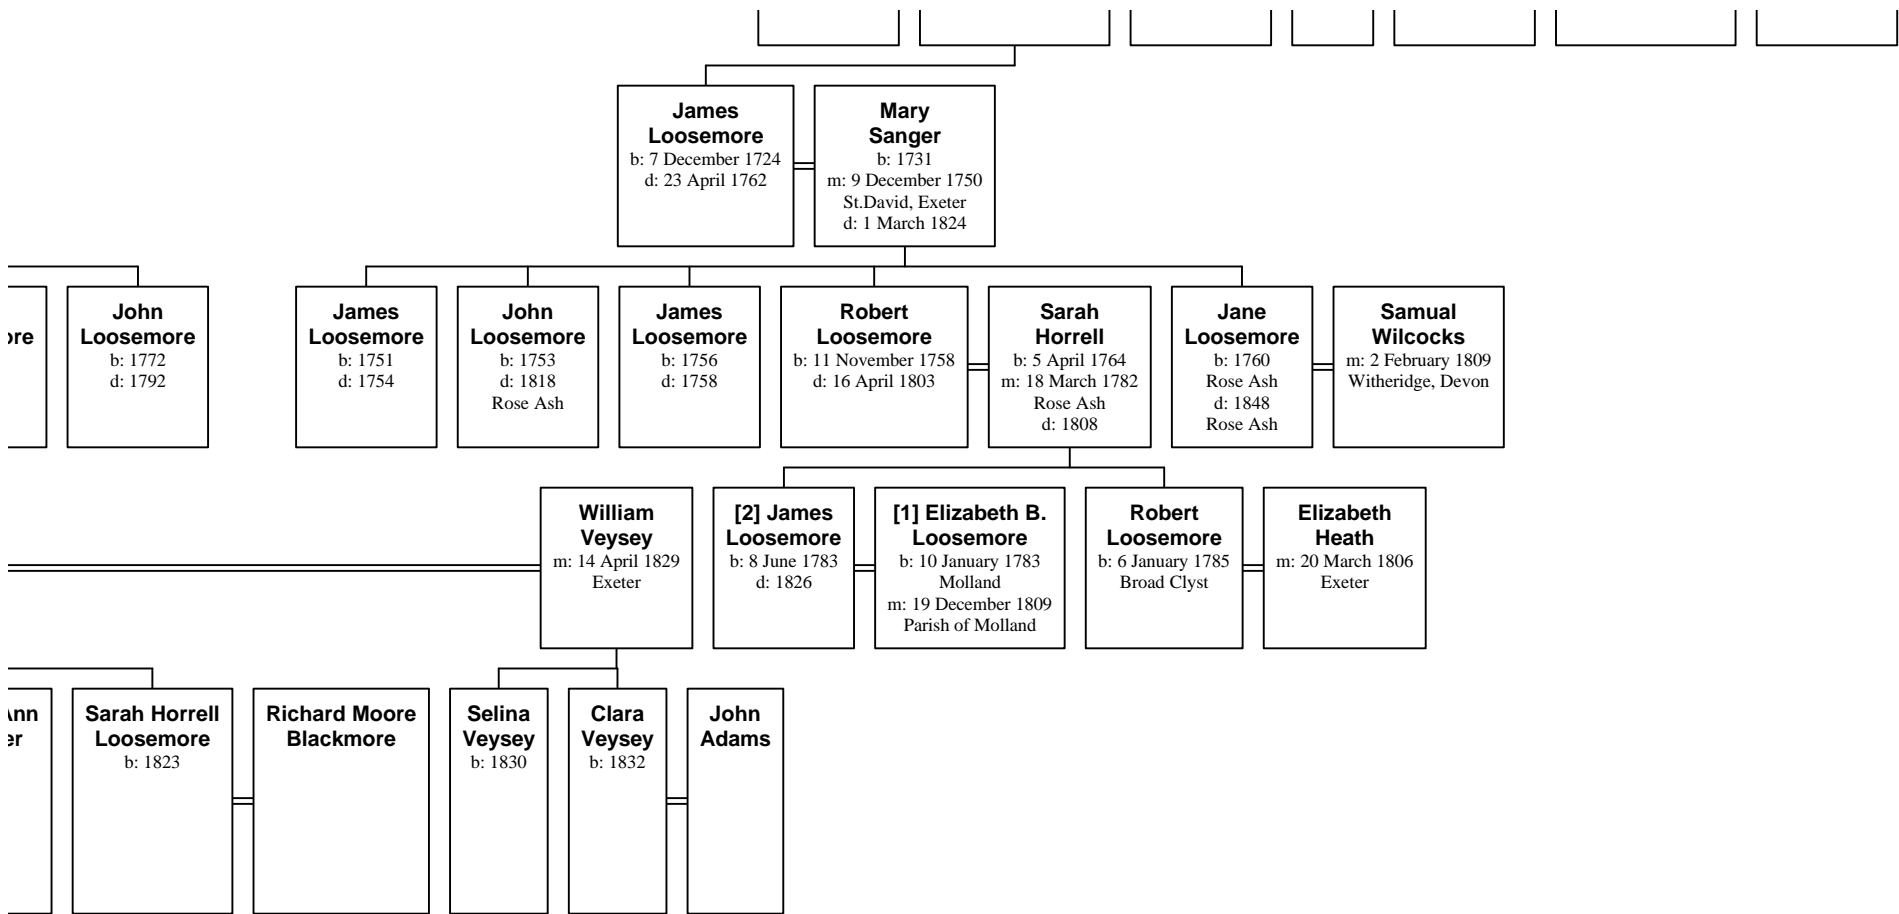 James
Loosemore
b: 7 December 1724
d: 23 April 1762
Mary
Sanger
b: 1731
m: 9 December 1750
St.David, Exeter
d: 1 March 1824
ore
John
Loosemore
b: 1772
d: 1792
James
Loosemore
b: 1751
d: 1754
John
Loosemore
b: 1753
d: 1818
Rose Ash
James
Loosemore
b: 1756
d: 1758
Robert
Loosemore
b: 11 November 1758
d: 16 April 1803
Sarah
Horrell
b: 5 April 1764
m: 18 March 1782
Rose Ash
d: 1808
Jane
Loosemore
b: 1760
Rose Ash
d: 1848
Rose Ash
Samual
Wilcocks
m: 2 February 1809
Witheridge, Devon
William
Veysey
m: 14 April 1829
Exeter
[2] James
Loosemore
b: 8 June 1783
d: 1826
[1] Elizabeth B.
Loosemore
b: 10 January 1783
Molland
m: 19 December 1809
Parish of Molland
Robert
Loosemore
b: 6 January 1785
Broad Clyst
Elizabeth
Heath
m: 20 March 1806
Exeter
Ann
er
Sarah Horrell
Loosemore
b: 1823
Richard Moore
Blackmore
Selina
Veysey
b: 1830
Clara
Veysey
b: 1832
John
Adams